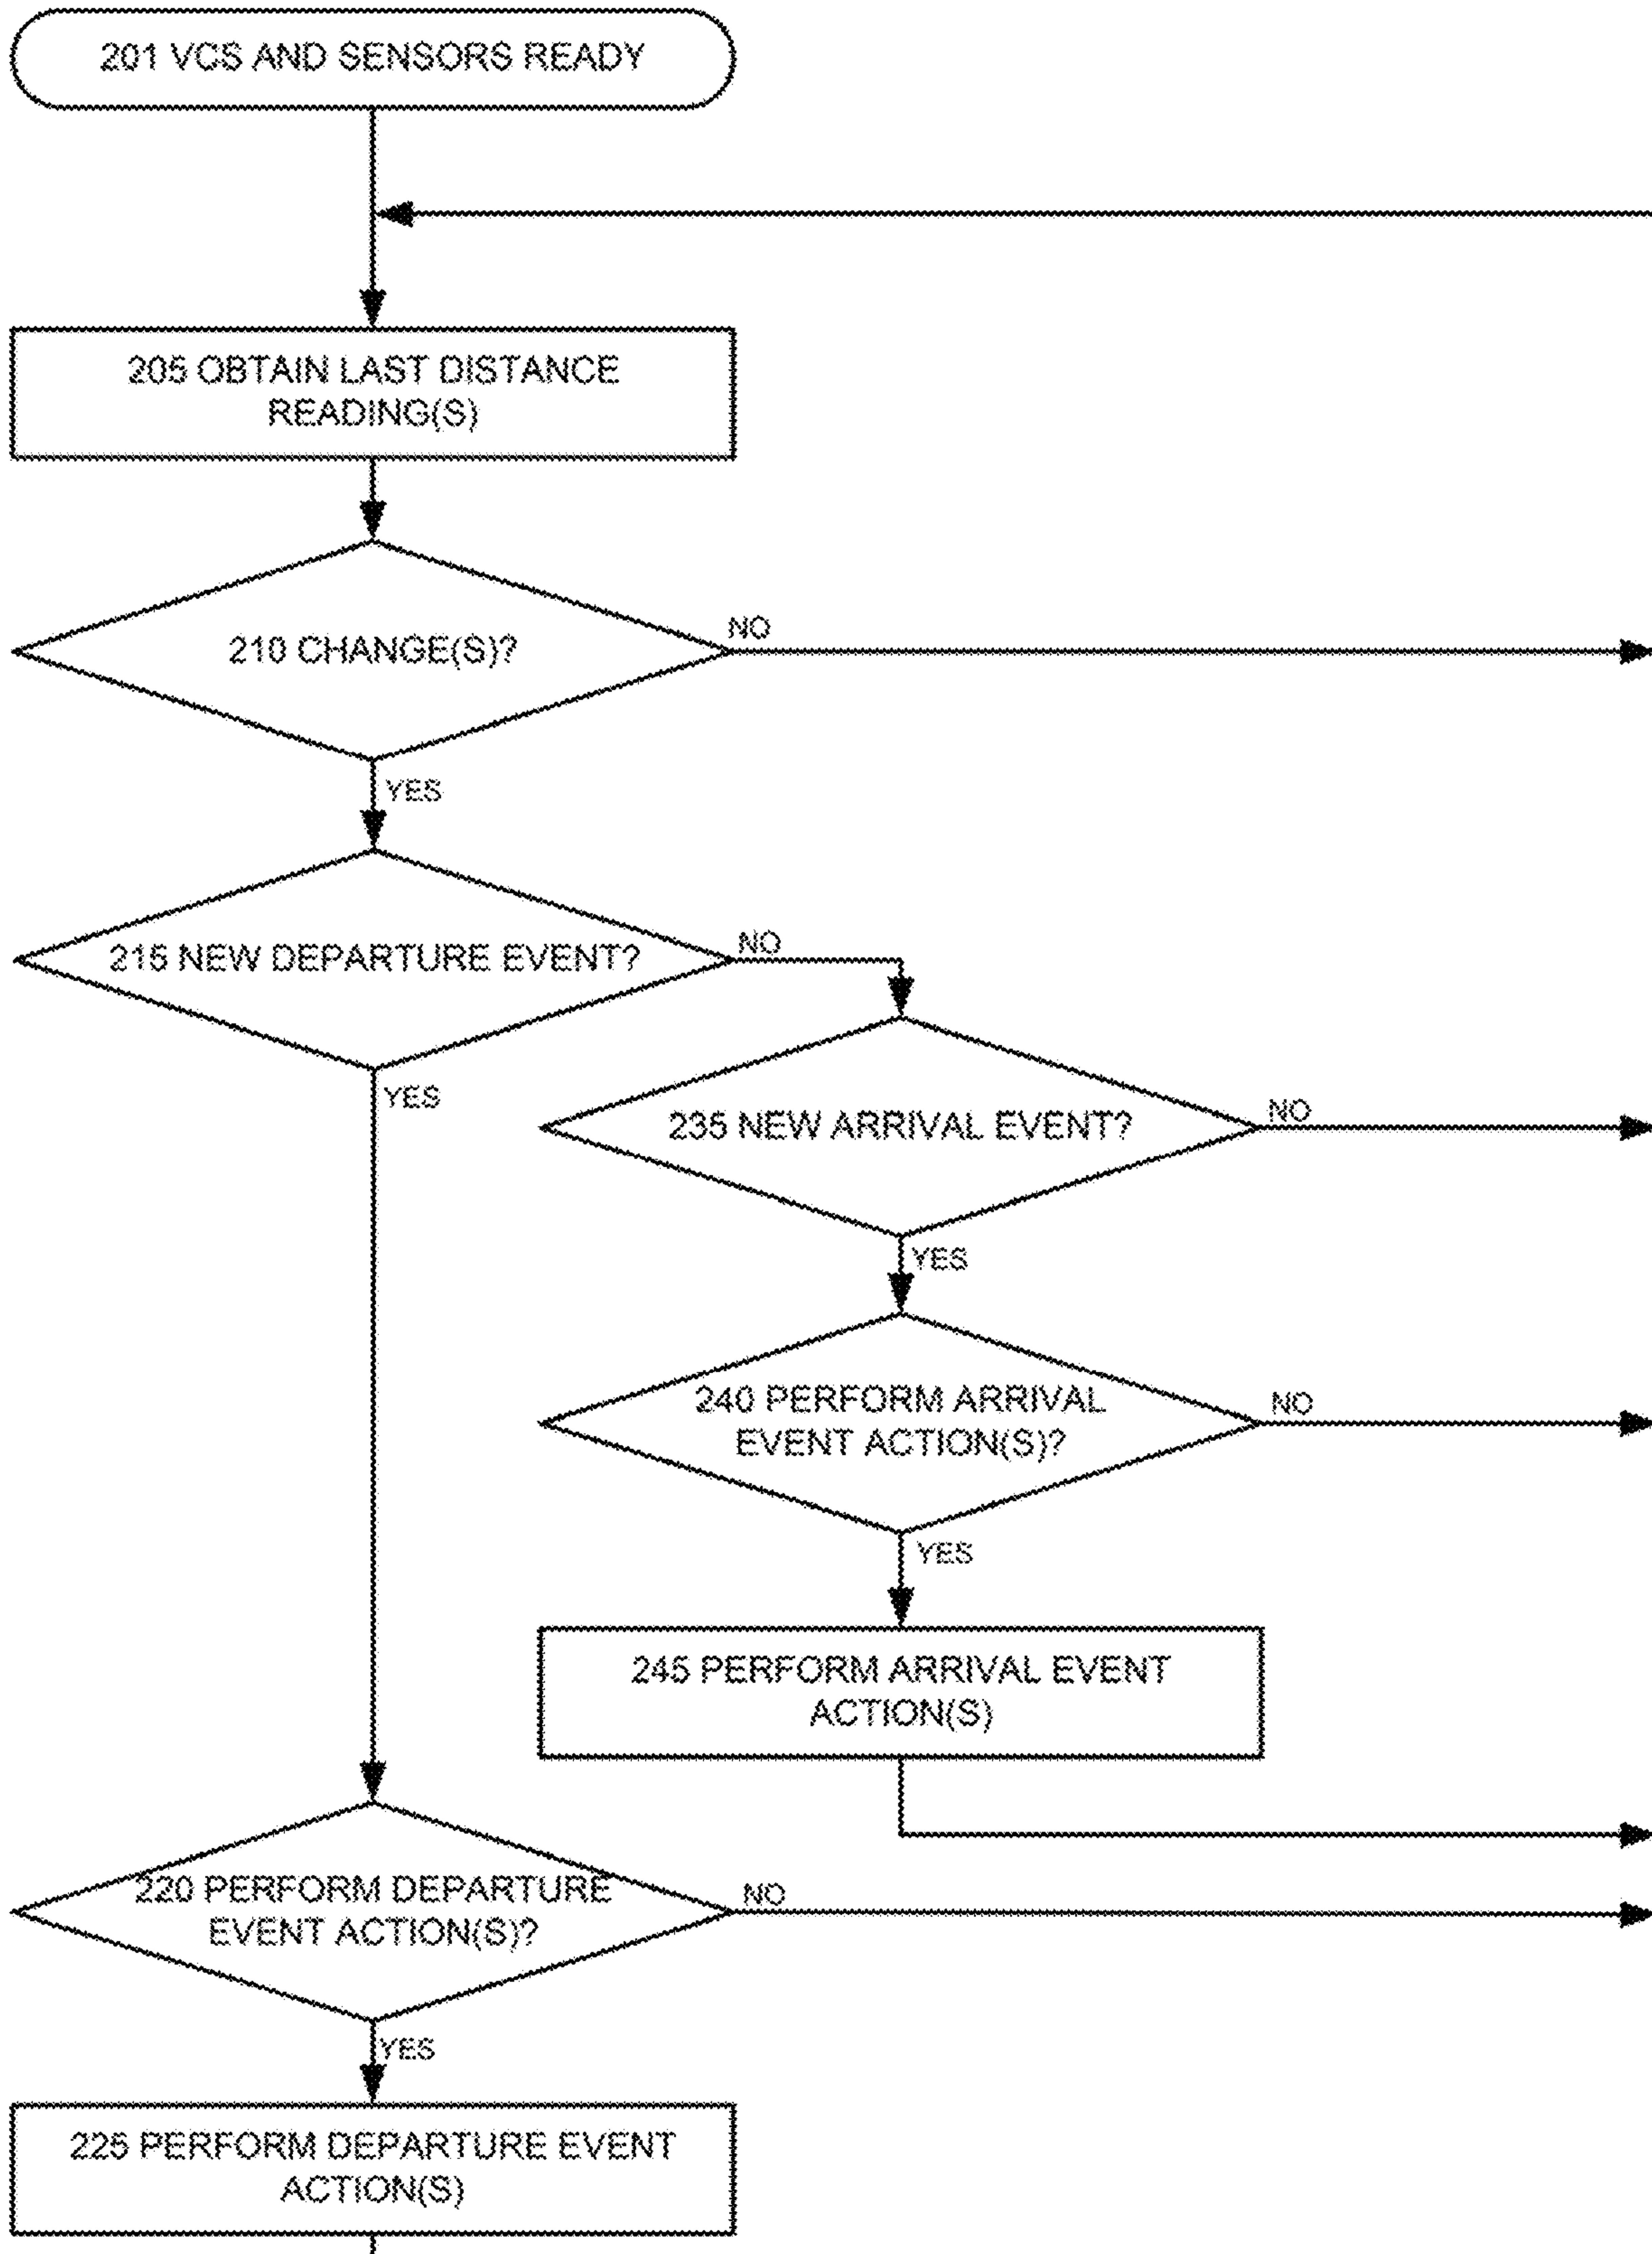 201 VCS AND SENSORS READY
205 OBTAIN LAST DISTANCE
READING(S)
210 CHANGE(S)?
NO
YES
215 NEW DEPARTURE EVENT?
NO
YES
235 NEW ARRIVAL EVENT?
NO
YES
240 PERFORM ARRIVAL
EVENT ACTION(S)?
NO
YES
245 PERFORM ARRIVAL EVENT
ACTION(S)
220 PERFORM DEPARTURE
EVENT ACTION(S)?
NO
YES
225 PERFORM DEPARTURE EVENT
ACTION(S)